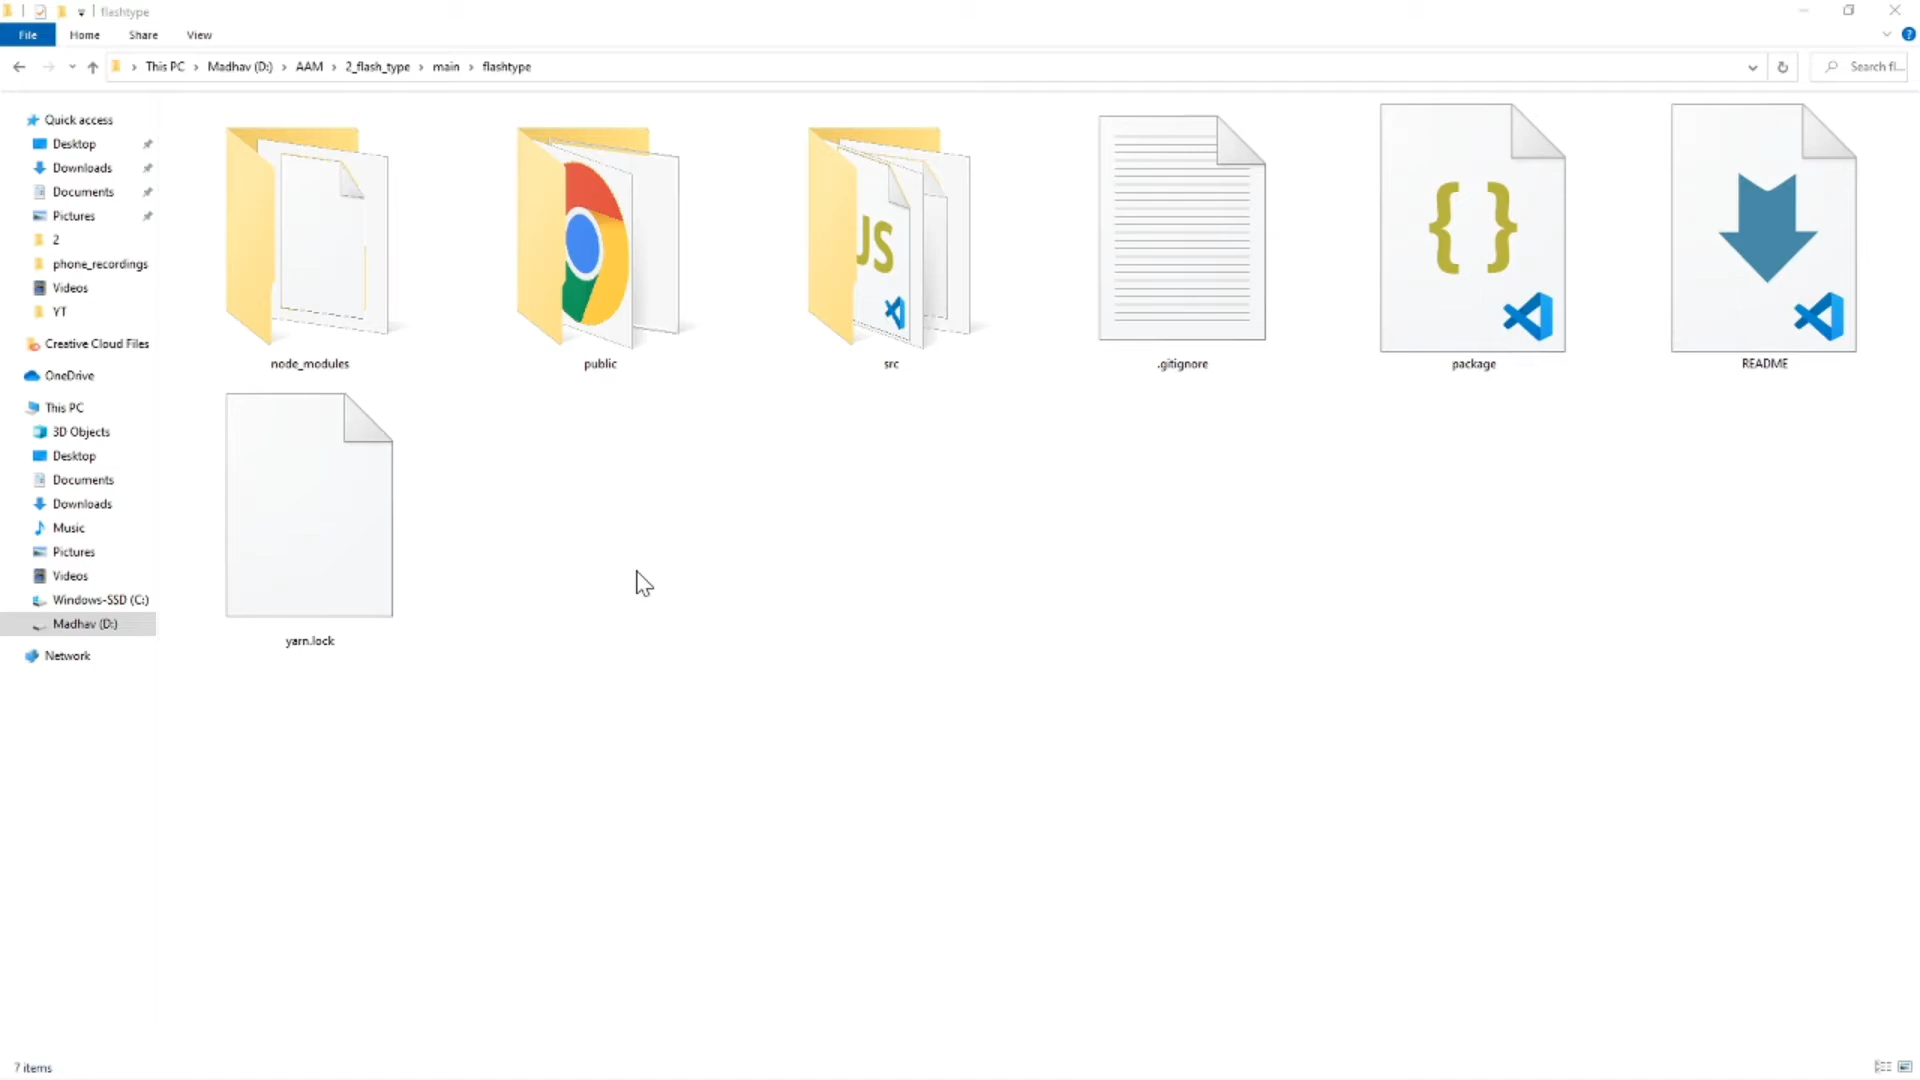 flashtype
File Home Share View
This PC Madhav (D:) AAM 2_flash_type main flashtype
Search fl...
Quick access
Desktop
Downloads
Documents
Pictures
2
phone_recordings
Videos
YT
Creative Cloud Files
OneDrive
This PC
3D Objects
Desktop
Documents
Downloads
Music
Pictures
Videos
Windows-SSD (C:)
Madhav (D:)
Network
JS
node_modules
public
src
.gitignore
{ }
package
README
yarn.lock
7 items